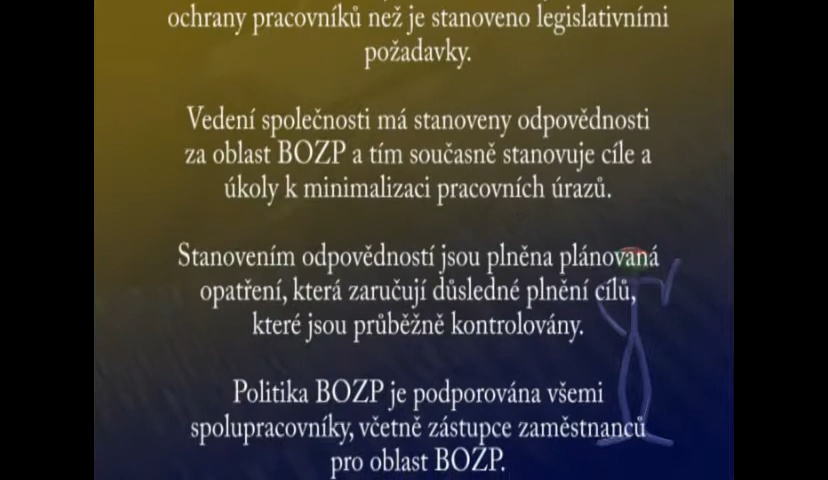 ochrany pracovníků než je stanoveno legislativními
požadavky.
Vedení společnosti má stanoveny odpovědnosti
za oblast BOZP a tím současně stanovuje cíle a
úkoly k minimalizaci pracovních úrazů.
Stanovením odpovědností jsou plněna plánovaná
opatření, která zaručují důsledné plnění cílů,
které jsou průběžně kontrolovány.
Politika BOZP je podporována všemi
spolupracovníky, včetně zástupce zaměstnanců
pro oblast BOZP.